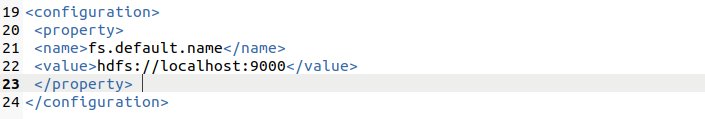 19 <configuration>
20 <property>
21 <name>fs.default.name</name>
22 <value>hdfs://localhost:9000</value>
23 </property>
24 </configuration>